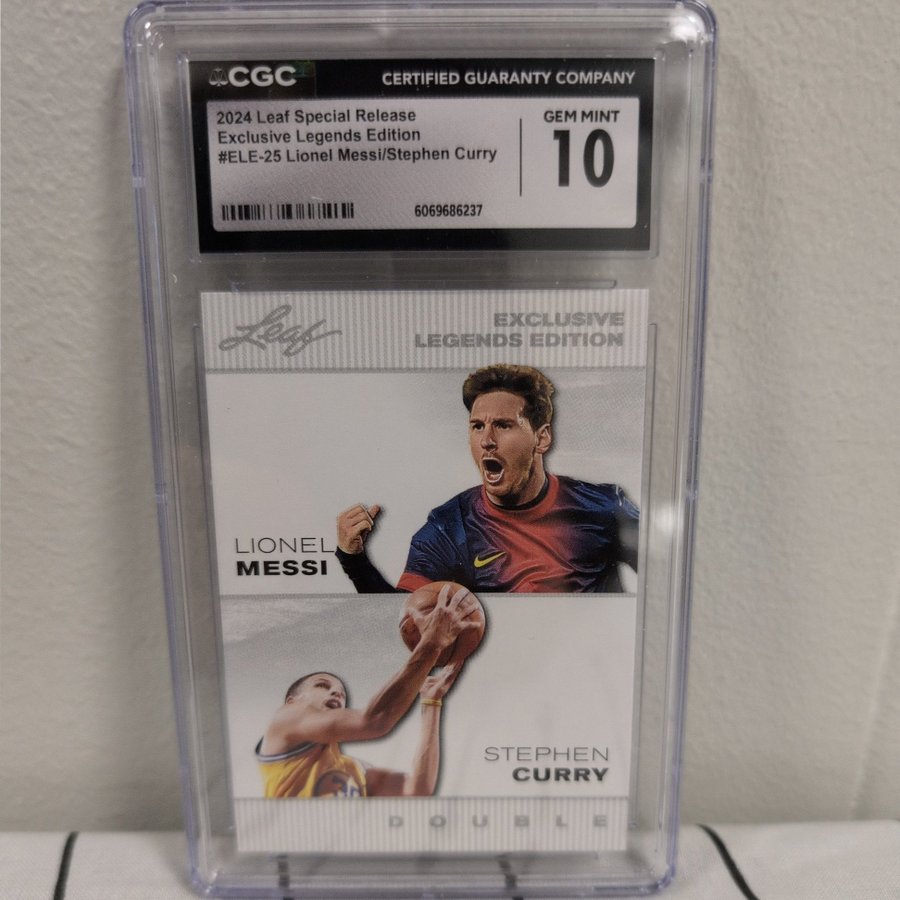 CGC CERTIFIED GUARANTY COMPANY
2024 Leaf Special Release
Exclusive Legends Edition
#ELE-25 Lionel Messi/Stephen Curry
GEM MINT
10
6069686237
Leaf
EXCLUSIVE
LEGENDS EDITION
LIONEL
MESSI
STEPHEN
CURRY
DOUBLE